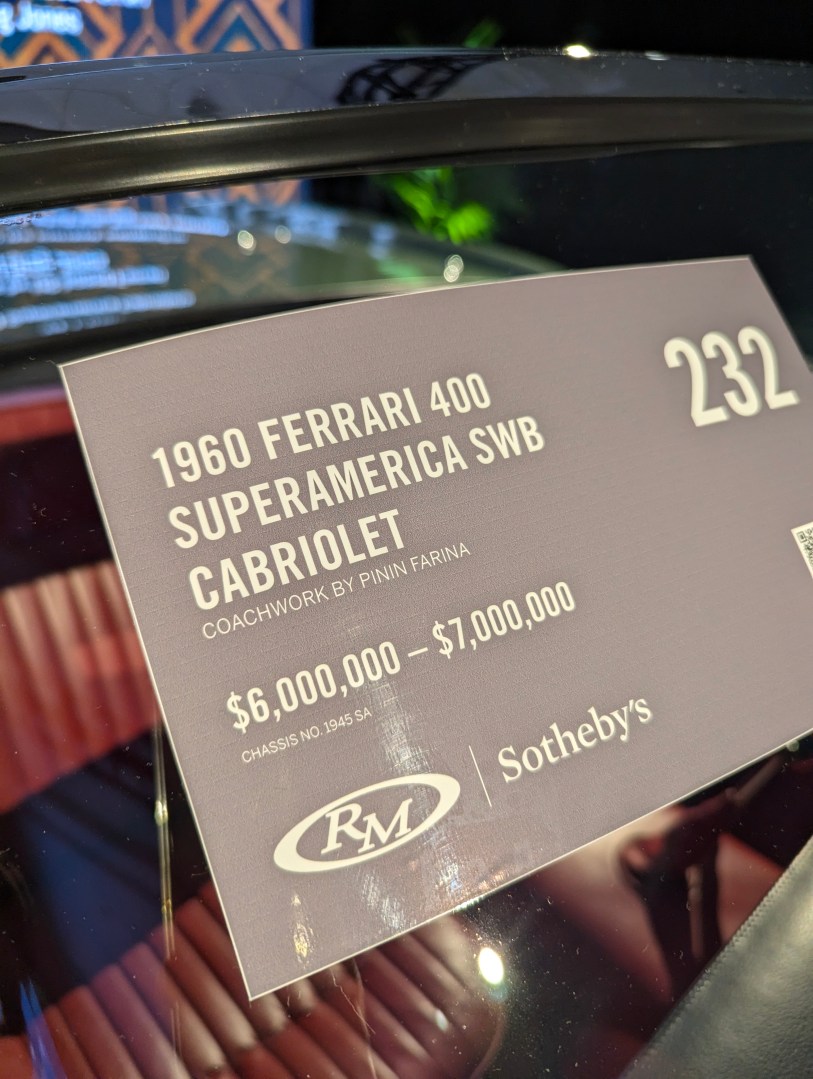 Jones
232
1960 FERRARI 400
SUPERAMERICA SWB
CABRIOLET
COACHWORK BY PININ FARINA
$6,000,000 – $7,000,000
CHASSIS NO. 1945 SA
RM | Sotheby's